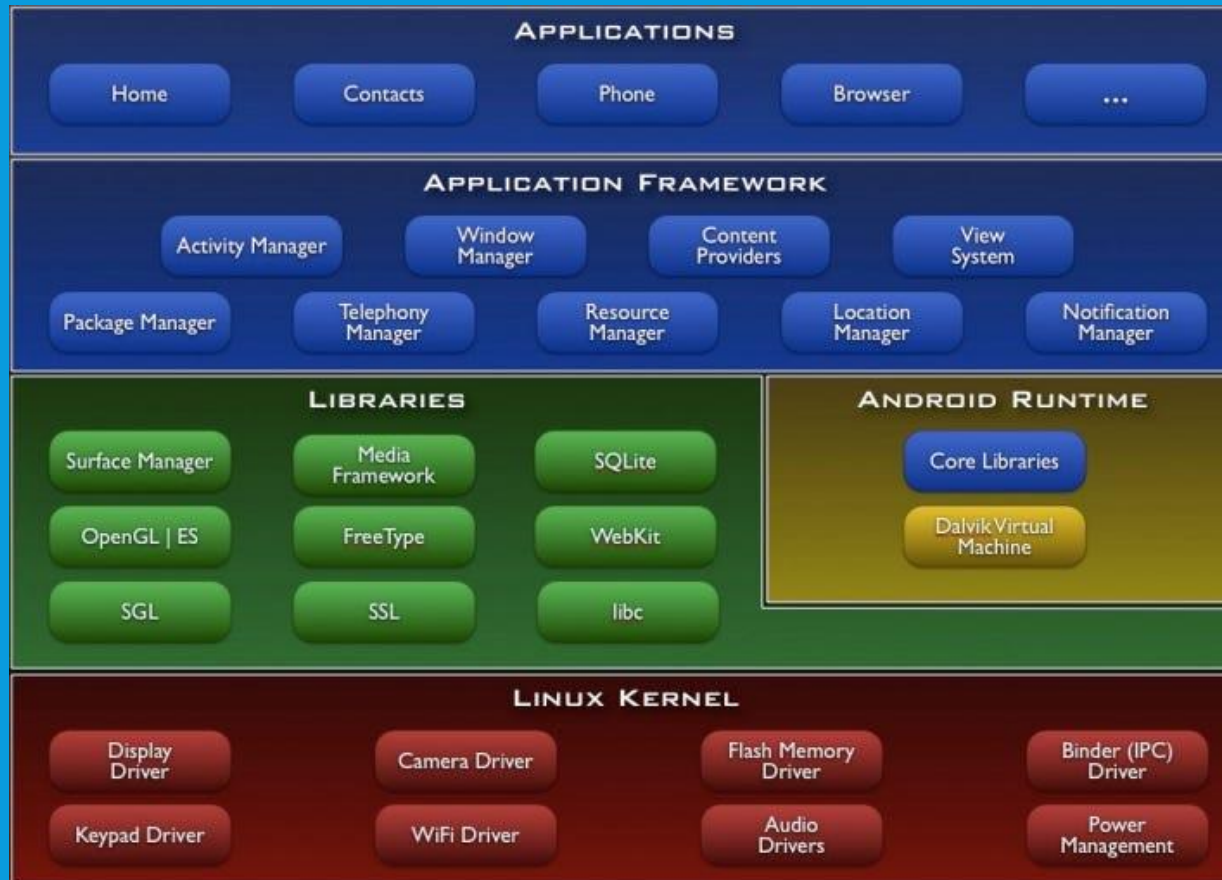 APPLICATIONS
Home
Contacts
Phone
Browser
...
APPLICATION FRAMEWORK
Activity Manager
Window
Manager
Content
Providers
View
System
Package Manager
Telephony
Manager
Resource
Manager
Location
Manager
Notification
Manager
LIBRARIES
Surface Manager
Media
Framework
SQLite
OpenGL | ES
FreeType
WebKit
SGL
SSL
libc
ANDROID RUNTIME
Core Libraries
Dalvik Virtual
Machine
LINUX KERNEL
Display
Driver
Camera Driver
Flash Memory
Driver
Binder (IPC)
Driver
Keypad Driver
WiFi Driver
Audio
Drivers
Power
Management